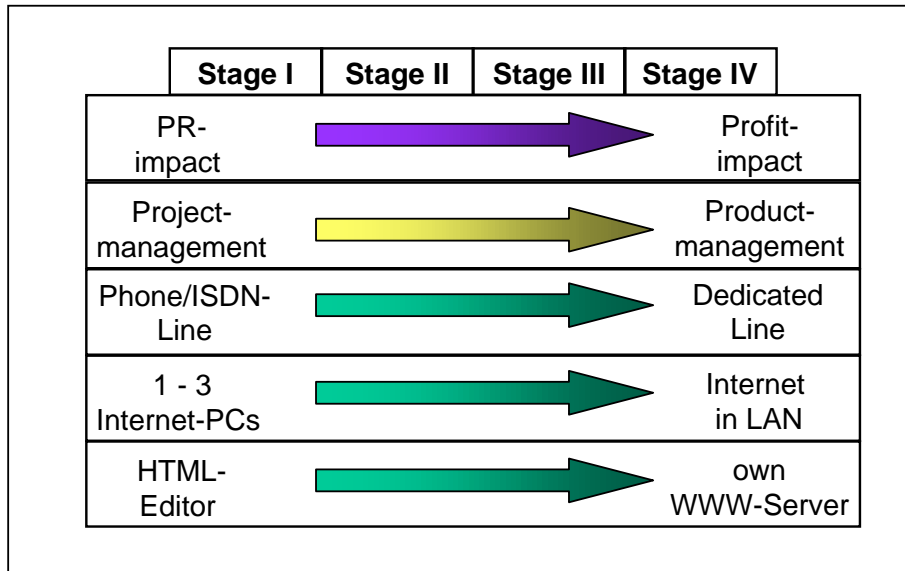 Stage I Stage II Stage III Stage IV
PR-
impact
Profit-
impact
Project-
management
Product-
management
Phone/ISDN-
Line
Dedicated
Line
1 - 3
Internet-PCs
Internet
in LAN
HTML-
Editor
own
WWW-Server